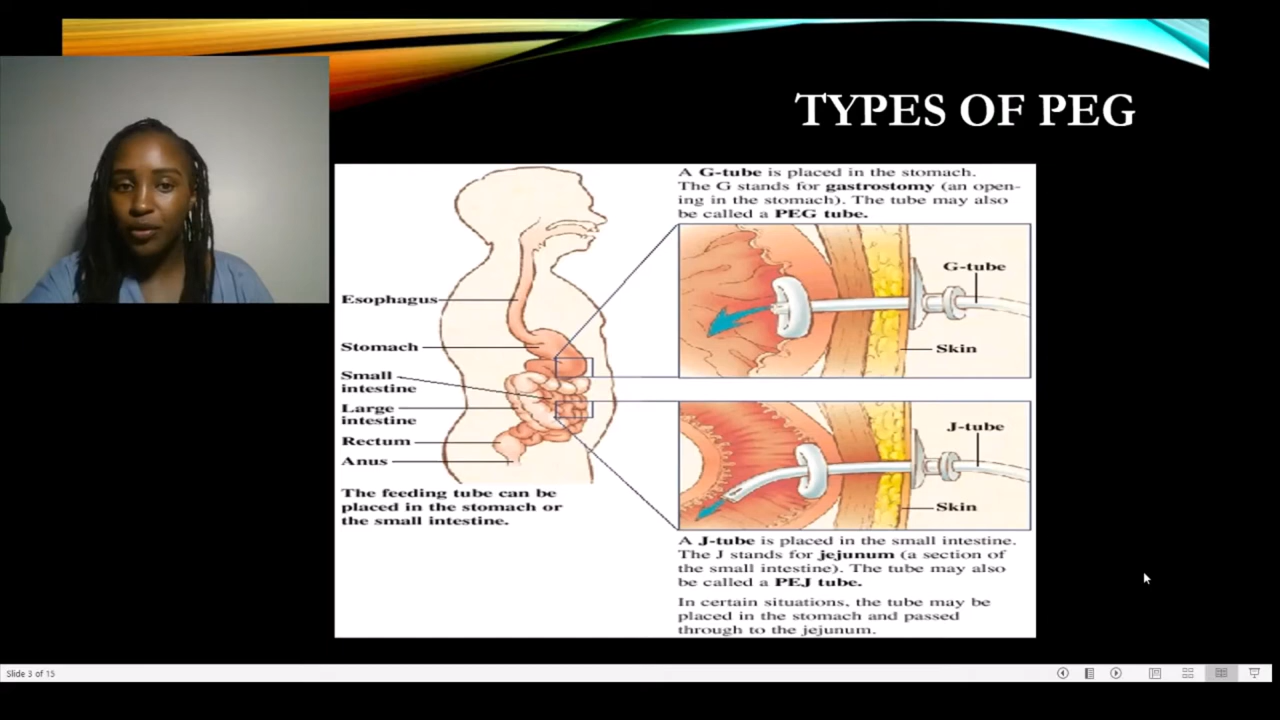 TYPES OF PEG
A G-tube is placed in the stomach.
The G stands for gastrostomy (an open-
ing in the stomach). The tube may also
be called a PEG tube.
G-tube
Skin
Esophagus
Stomach
Small
intestine
Large
intestine
Rectum
Anus
The feeding tube can be
placed in the stomach or
the small intestine.
J-tube
Skin
A J-tube is placed in the small intestine.
The J stands for jejunum (a section of
the small intestine). The tube may also
be called a PEJ tube.
In certain situations, the tube may be
placed in the stomach and passed
through to the jejunum.
Slide 3 of 15